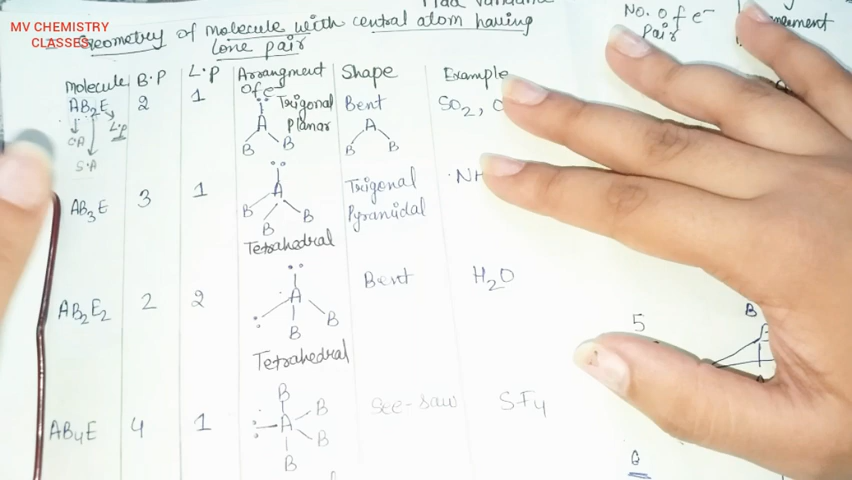 MV CHEMISTRY
CLASSES
Geometry of molecule with central atom having
lone pair
No. of e-
Pair
Molecule B.P L.P Arrangment Shape Example
of e-
AB2E 2 1 Trigonal Bent SO2, O
Planar
A
B B
A
B B
L.P
C.A
S.A
AB3E 3 1 Trigonal NH
Pyramidal
A
B B
B
Tetrahedral
AB2E2 2 2 Bent H2O
A
B B
Tetrahedral
5 B
AB4E 4 1 See-saw SF4
B
A B
B
B
6